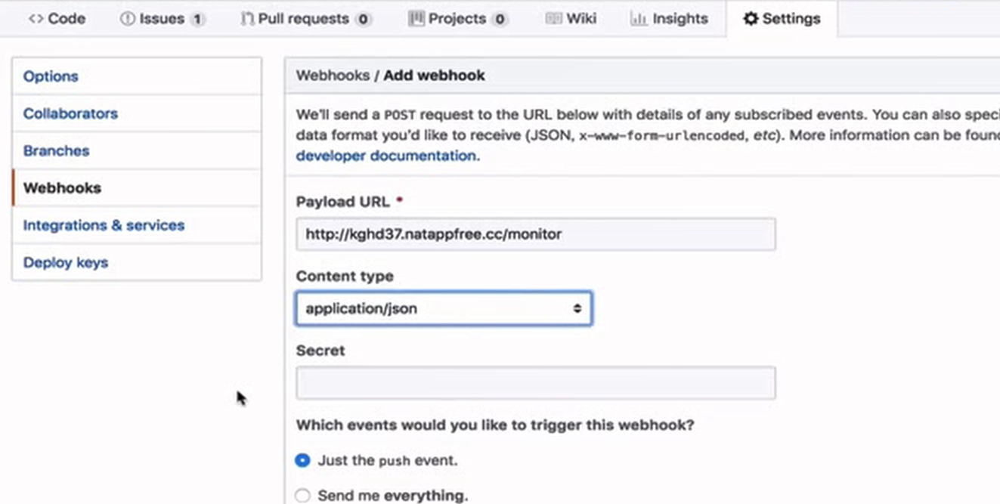 <> Code Issues 1 Pull requests 0 Projects 0 Wiki Insights Settings
Options
Collaborators
Branches
Webhooks
Integrations & services
Deploy keys
Webhooks / Add webhook
We'll send a POST request to the URL below with details of any subscribed events. You can also speci
data format you'd like to receive (JSON, x-www-form-urlencoded, etc). More information can be found
developer documentation.
Payload URL *
http://kghd37.natappfree.cc/monitor
Content type
application/json
Secret
Which events would you like to trigger this webhook?
Just the push event.
Send me everything.